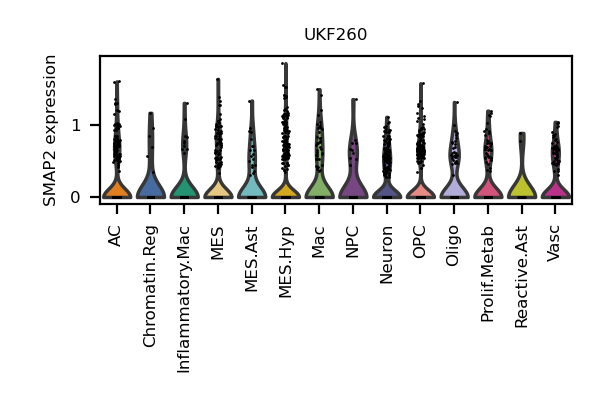 UKF260
SMAP2 expression
1
0
AC
Chromatin.Reg
Inflammatory.Mac
MES
MES.Ast
MES.Hyp
Mac
NPC
Neuron
OPC
Oligo
Prolif.Metab
Reactive.Ast
Vasc